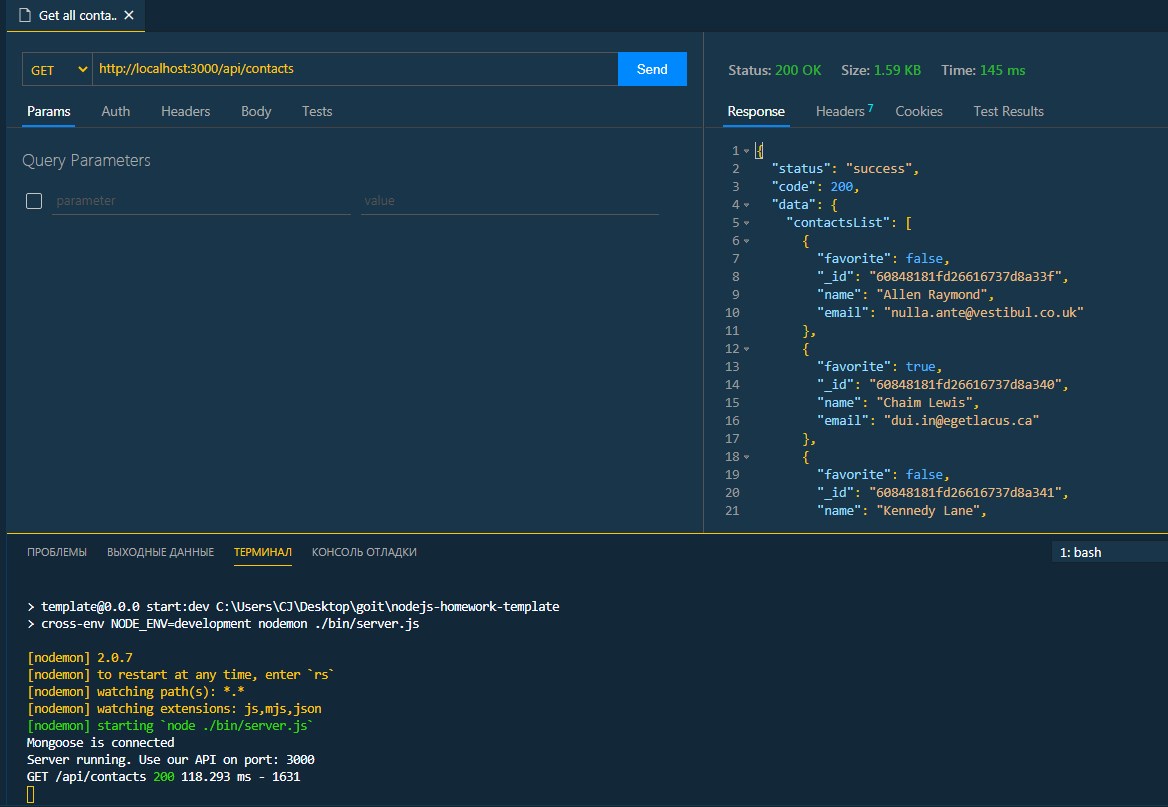 Get all conta..
GET http://localhost:3000/api/contacts Send
Params Auth Headers Body Tests
Query Parameters
parameter value
Status: 200 OK Size: 1.59 KB Time: 145 ms
Response Headers 7 Cookies Test Results
1 {
2 "status": "success",
3 "code": 200,
4 "data": {
5 "contactsList": [
6 {
7 "favorite": false,
8 "_id": "60848181fd26616737d8a33f",
9 "name": "Allen Raymond",
10 "email": "nulla.ante@vestibul.co.uk"
11 },
12 {
13 "favorite": true,
14 "_id": "60848181fd26616737d8a340",
15 "name": "Chaim Lewis",
16 "email": "dui.in@egetlacus.ca"
17 },
18 {
19 "favorite": false,
20 "_id": "60848181fd26616737d8a341",
21 "name": "Kennedy Lane",
ПРОБЛЕМЫ ВЫХОДНЫЕ ДАННЫЕ ТЕРМИНАЛ КОНСОЛЬ ОТЛАДКИ 1: bash
> template@0.0.0 start:dev C:\Users\CJ\Desktop\goit\nodejs-homework-template
> cross-env NODE_ENV=development nodemon ./bin/server.js
[nodemon] 2.0.7
[nodemon] to restart at any time, enter `rs`
[nodemon] watching path(s): *.*
[nodemon] watching extensions: js,mjs,json
[nodemon] starting `node ./bin/server.js`
Mongoose is connected
Server running. Use our API on port: 3000
GET /api/contacts 200 118.293 ms - 1631